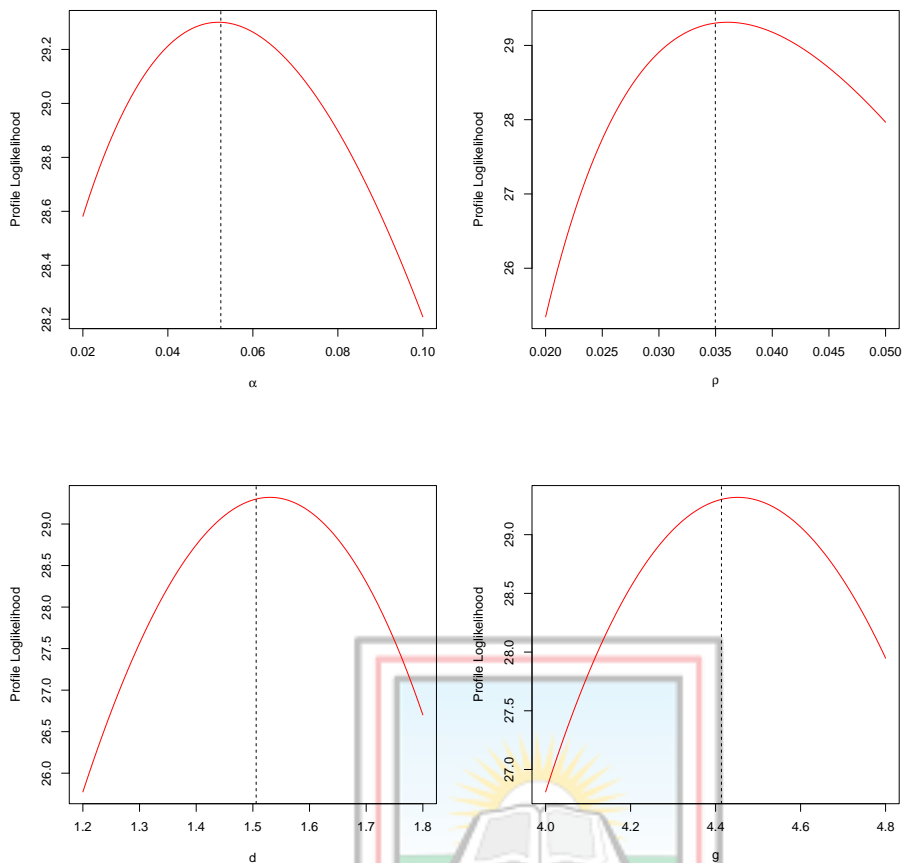 Profile Loglikelihood
28.2 28.4 28.6 28.8 29.0 29.2
0.02 0.04 0.06 0.08 0.10
α
Profile Loglikelihood
26 27 28 29
0.020 0.025 0.030 0.035 0.040 0.045 0.050
ρ
Profile Loglikelihood
26.0 26.5 27.0 27.5 28.0 28.5 29.0
1.2 1.3 1.4 1.5 1.6 1.7 1.8
d
Profile Loglikelihood
27.0 27.5 28.0 28.5 29.0
4.0 4.2 4.4 4.6 4.8
g